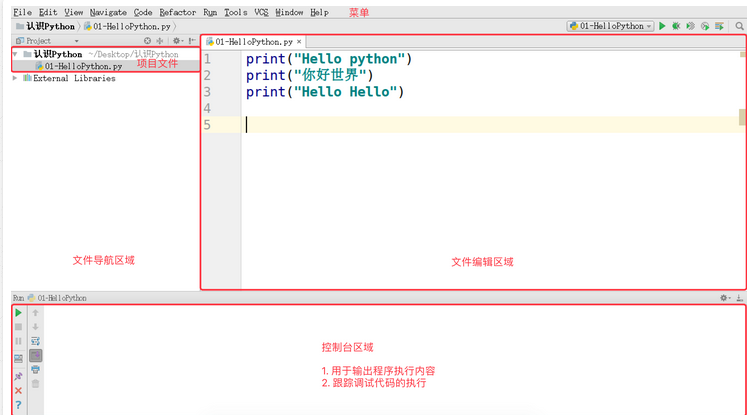 File Edit View Navigate Code Refactor Run Tools VCS Window Help 菜单
认识Python 01-HelloPython.py 01-HelloPython
Project
01-HelloPython.py ×
认识Python ~/Desktop/认识Python
01-HelloPython.py 项目文件
External Libraries
1 print("Hello python")
2 print("你好世界")
3 print("Hello Hello")
4
5
文件导航区域
文件编辑区域
Run 01-HelloPython
控制台区域
1. 用于输出程序执行内容
2. 跟踪调试代码的执行